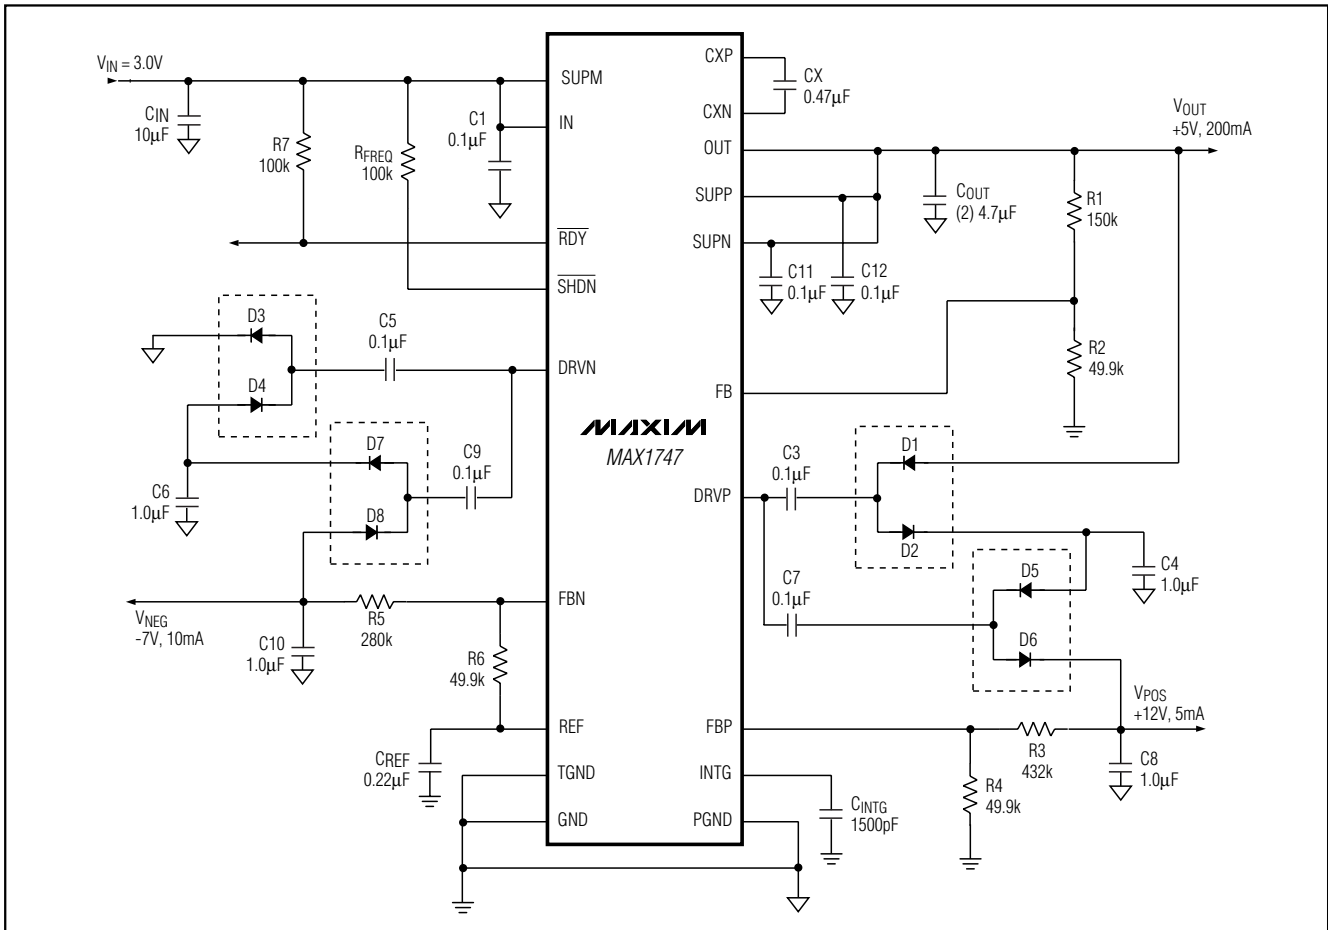 VIN = 3.0V
CIN
10µF
R7
100k
RFREQ
100k
C1
0.1µF
SUPM
IN
RDY
SHDN
DRVN
FBN
REF
TGND
GND
MAXIM
MAX1747
CXP
CXN
OUT
SUPP
SUPN
FB
DRVP
FBP
INTG
PGND
CX
0.47µF
VOUT
+5V, 200mA
COUT
(2) 4.7µF
R1
150k
C11
0.1µF
C12
0.1µF
R2
49.9k
D3
D4
C5
0.1µF
D7
D8
C9
0.1µF
C6
1.0µF
VNEG
-7V, 10mA
C10
1.0µF
R5
280k
R6
49.9k
CREF
0.22µF
C3
0.1µF
D1
D2
C7
0.1µF
D5
D6
C4
1.0µF
VPOS
+12V, 5mA
R3
432k
C8
1.0µF
R4
49.9k
CINTG
1500pF